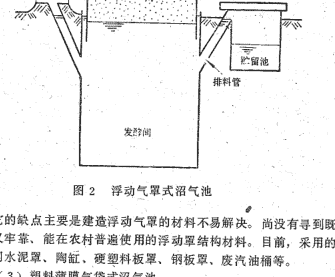 贮留池
排料管
发酵间
图 2 浮动气罩式沼气池
的缺点主要是建造浮动气罩的材料不易解决。尚没有寻到既
牢靠、能在农村普遍使用的浮动罩结构材料。目前，采用的
水泥罩、陶缸、硬塑料板罩、钢板罩、废汽油桶等。
(3) 塑料薄膜气袋式沼气池